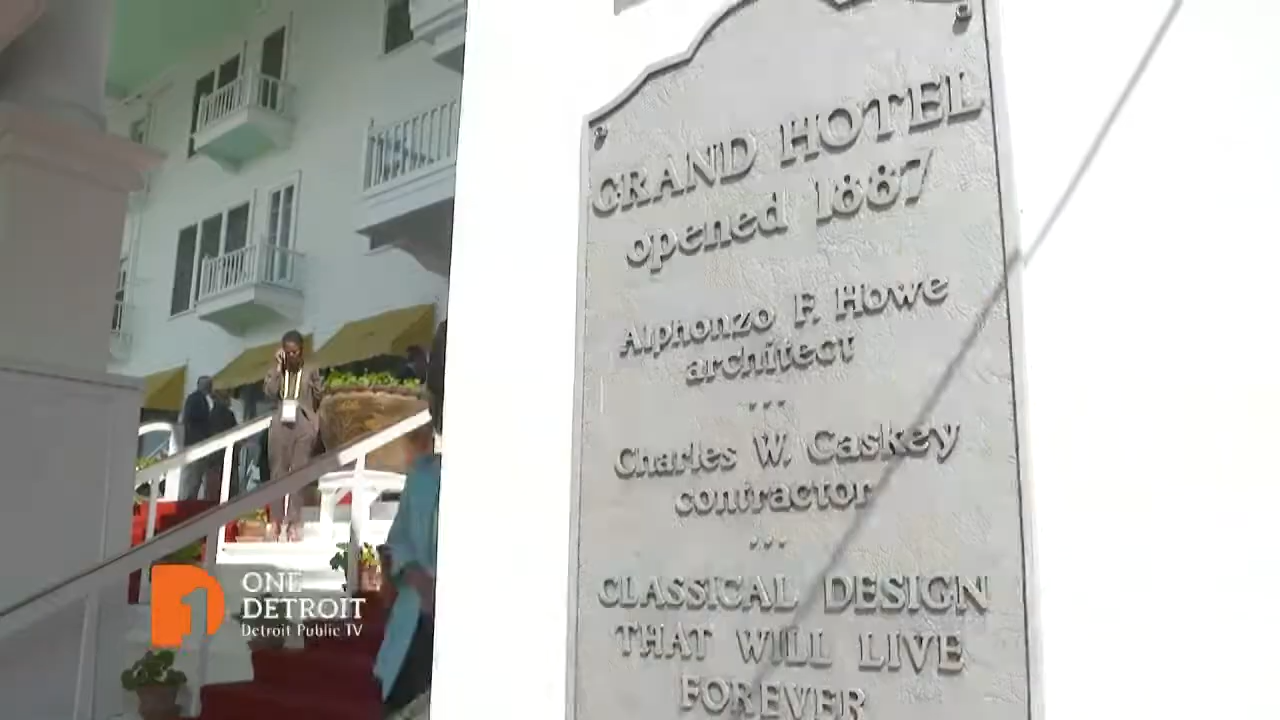 GRAND HOTEL
opened 1887
Alphonzo F. Howe
architect
...
Charles W. Caskey
contractor
...
CLASSICAL DESIGN
THAT WILL LIVE
FOREVER
1
ONE
DETROIT
Detroit Public TV